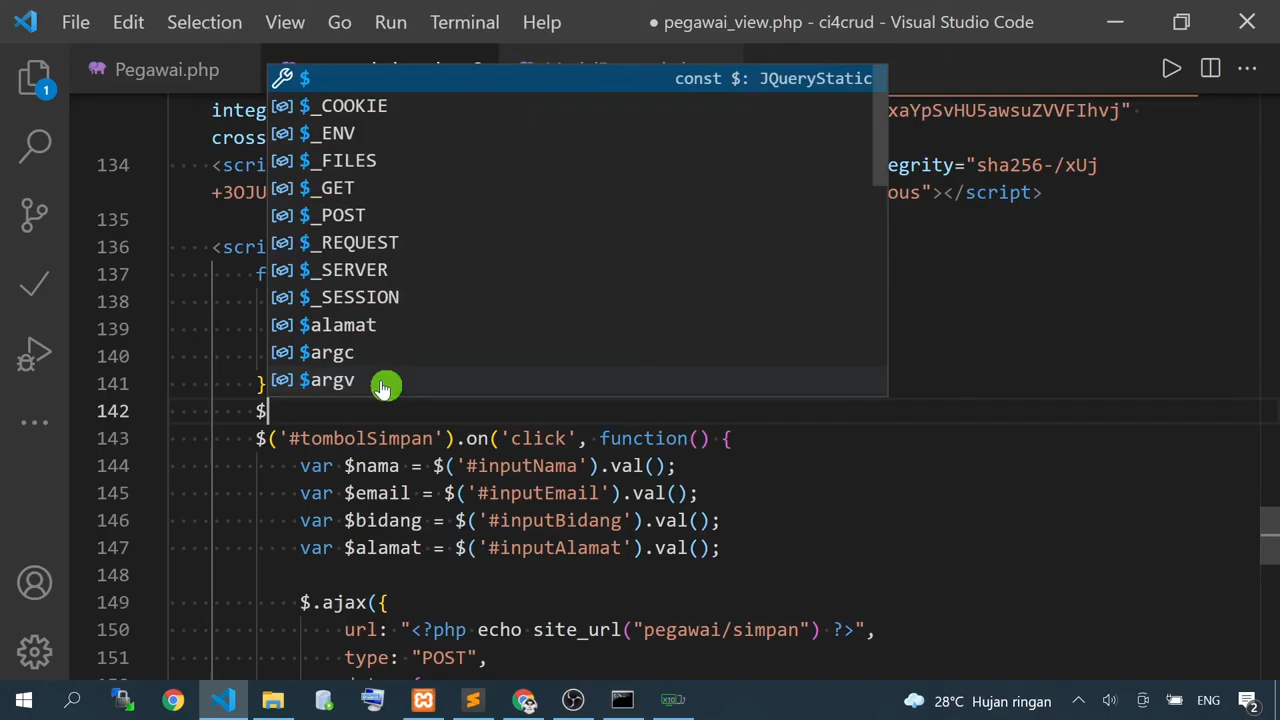 File Edit Selection View Go Run Terminal Help ● pegawai_view.php - ci4crud - Visual Studio Code
1
Pegawai.php
$ const $: JQueryStatic
$_COOKIE
$_ENV
$_FILES
$_GET
$_POST
$_REQUEST
$_SERVER
$_SESSION
$alamat
$argc
$argv
integ xaYpSvHU5awsuZVVFIhvj"
cross
134 <scri egrity="sha256-/xUj
+3OJU ous"></script>
135
136 <scri
137 f
138
139
140
141 }
142 $
143 $('#tombolSimpan').on('click', function() {
144 var $nama = $('#inputNama').val();
145 var $email = $('#inputEmail').val();
146 var $bidang = $('#inputBidang').val();
147 var $alamat = $('#inputAlamat').val();
148
149 $.ajax({
150 url: "<?php echo site_url("pegawai/simpan") ?>",
151 type: "POST",
28°C Hujan ringan ENG 2